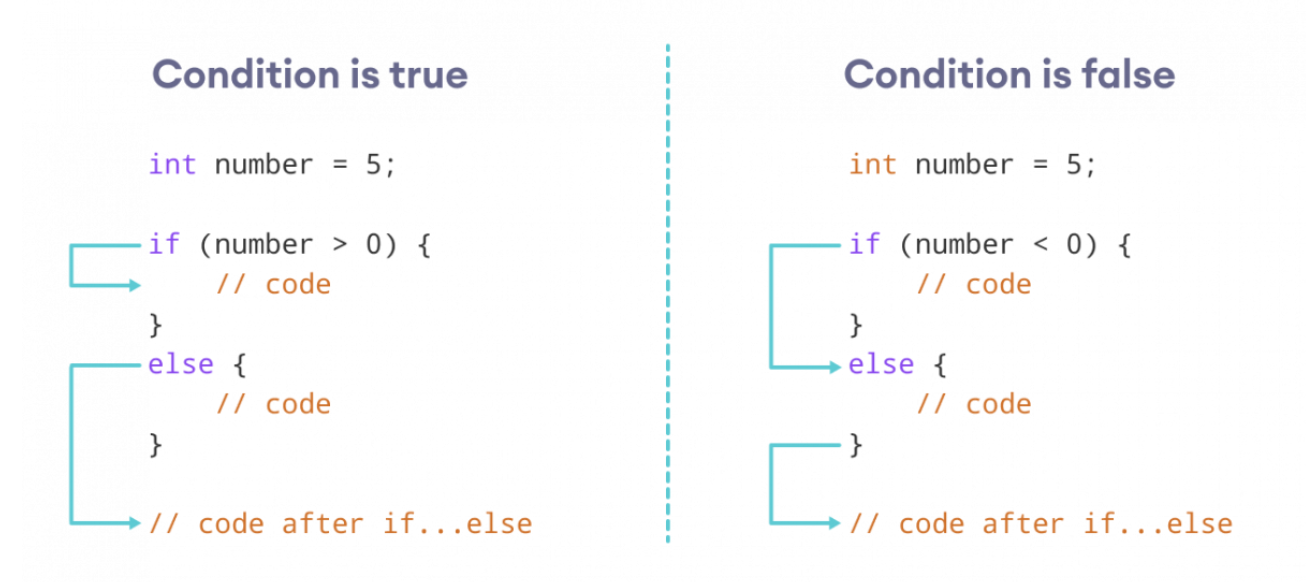 Condition is true
int number = 5;
if (number > 0) {
// code
}
else {
// code
}
// code after if...else
Condition is false
int number = 5;
if (number < 0) {
// code
}
else {
// code
}
// code after if...else